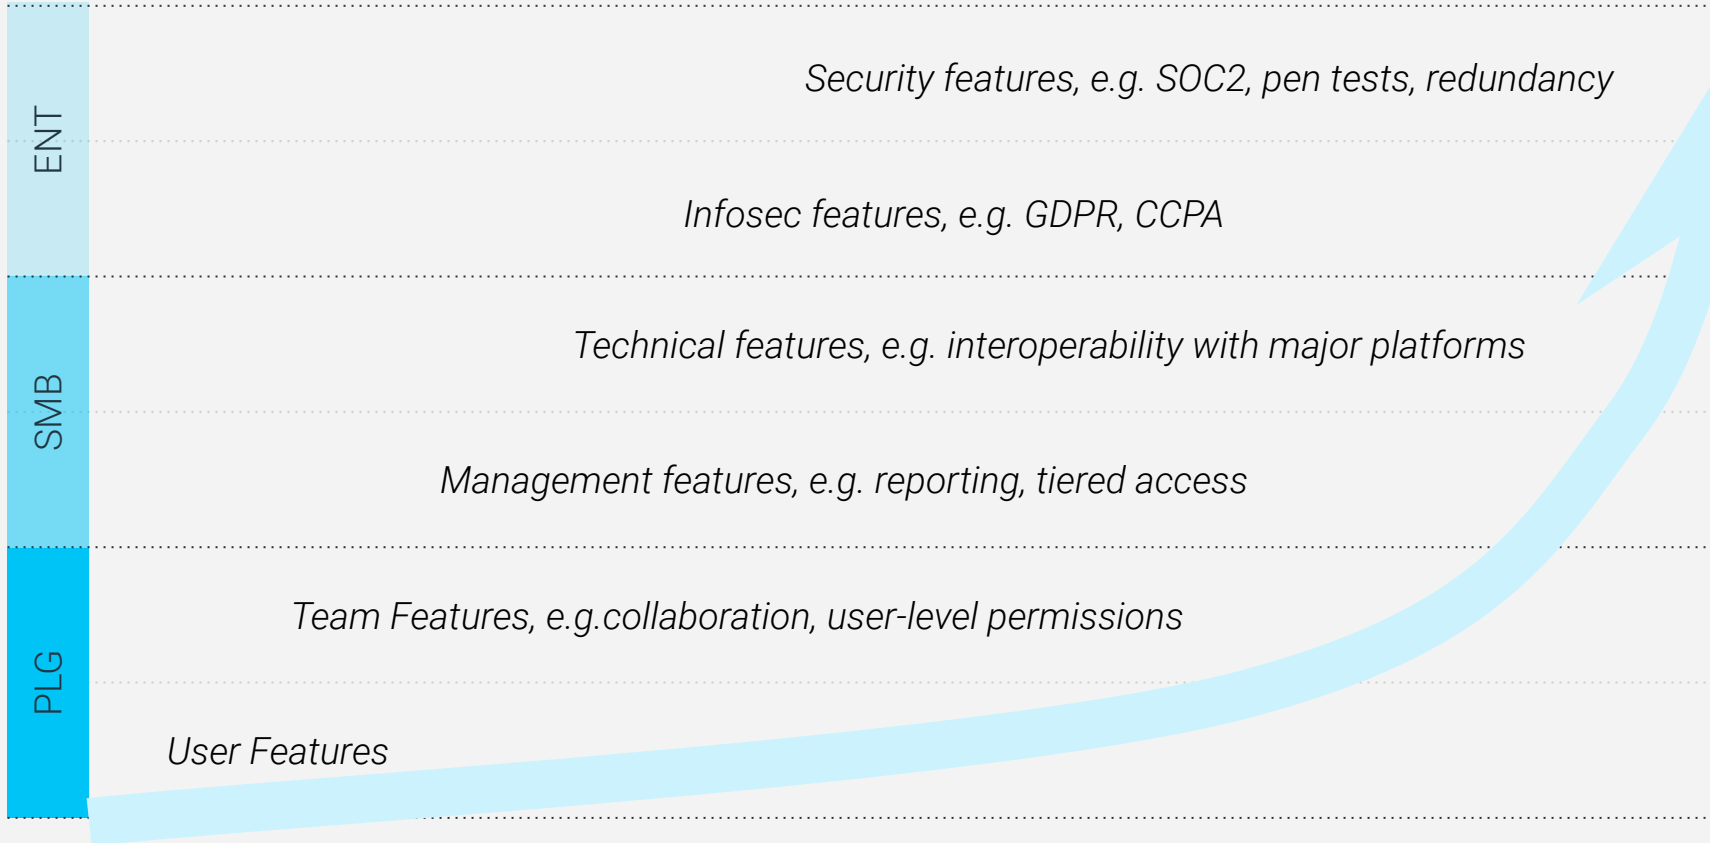 ENT
Security features, e.g. SOC2, pen tests, redundancy
Infosec features, e.g. GDPR, CCPA
SMB
Technical features, e.g. interoperability with major platforms
Management features, e.g. reporting, tiered access
PLG
Team Features, e.g.collaboration, user-level permissions
User Features